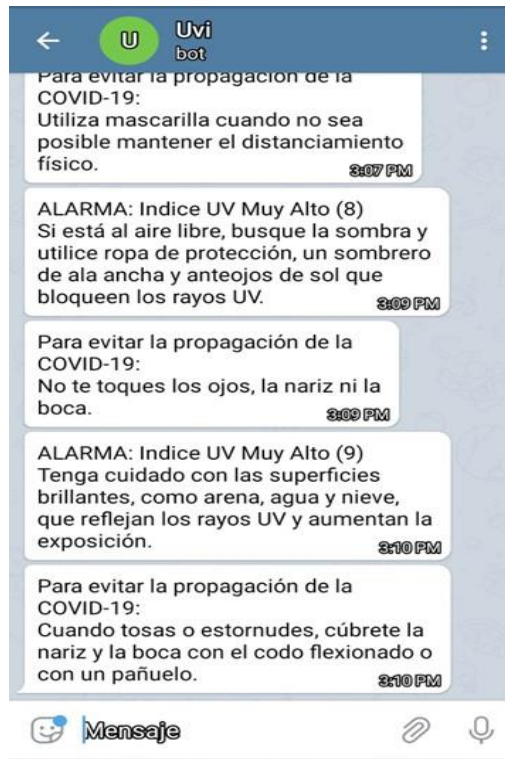 U
Uvi
bot
Para evitar la propagación de la
COVID-19:
Utiliza mascarilla cuando no sea
posible mantener el distanciamiento
físico.
3:07 PM
ALARMA: Indice UV Muy Alto (8)
Si está al aire libre, busque la sombra y
utilice ropa de protección, un sombrero
de ala ancha y anteojos de sol que
bloqueen los rayos UV.
3:09 PM
Para evitar la propagación de la
COVID-19:
No te toques los ojos, la nariz ni la
boca.
3:09 PM
ALARMA: Indice UV Muy Alto (9)
Tenga cuidado con las superficies
brillantes, como arena, agua y nieve,
que reflejan los rayos UV y aumentan la
exposición.
3:10 PM
Para evitar la propagación de la
COVID-19:
Cuando tosas o estornudes, cúbrete la
nariz y la boca con el codo flexionado o
con un pañuelo.
3:10 PM
Mensaje